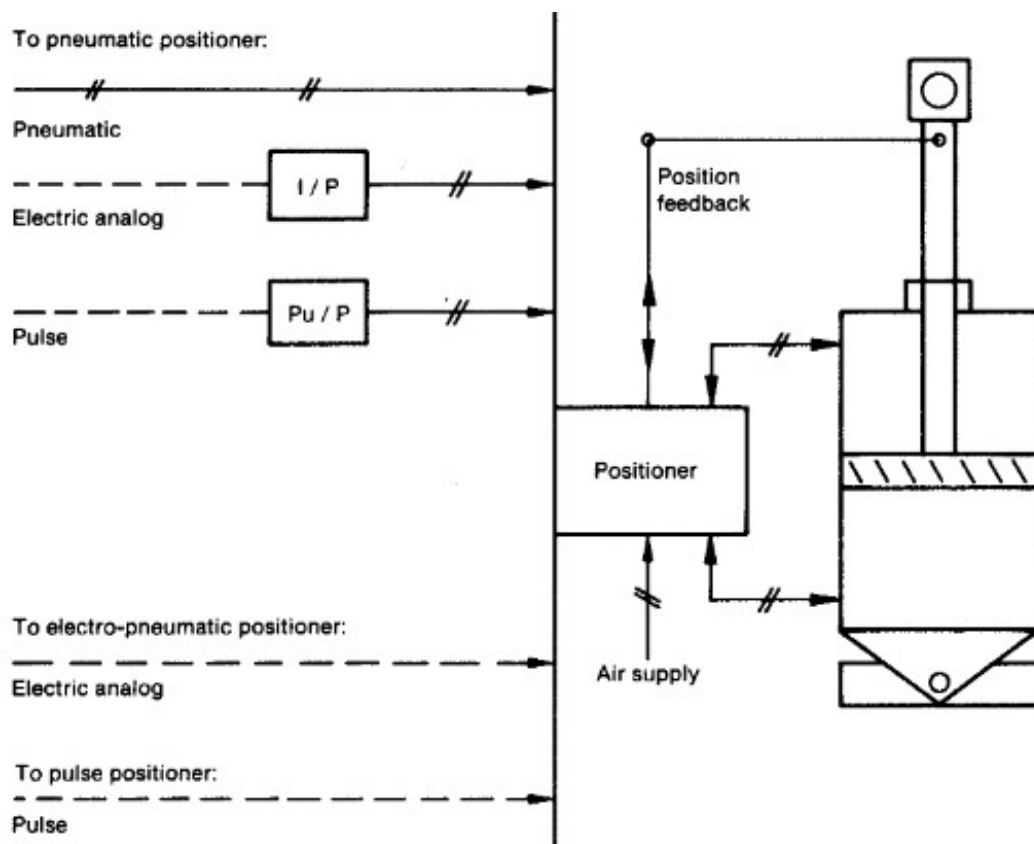 To pneumatic positioner:
Pneumatic
I / P
Electric analog
Pu / P
Pulse
Position
feedback
Positioner
Air supply
To electro-pneumatic positioner:
Electric analog
To pulse positioner:
Pulse